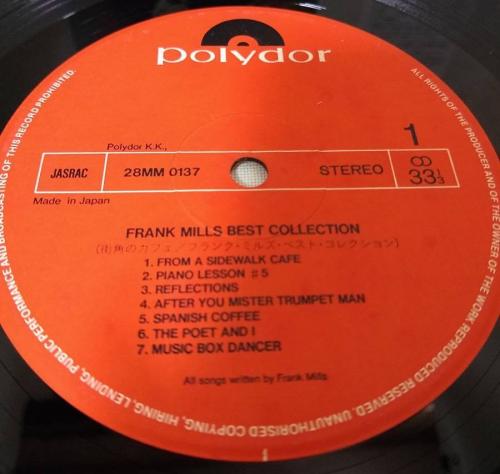 polydor
ALL RIGHTS OF THE PRODUCER AND OF THE OWNER OF THE WORK REPRODUCED RESERVED. UNAUTHORISED COPYING, HIRING, LENDING, PUBLIC PERFORMANCE AND BROADCASTING OF THIS RECORD PROHIBITED.
Polydor K.K.,
1
JASRAC
28MM 0137
STEREO
33 1/3
Made in Japan
FRANK MILLS BEST COLLECTION
(街角のカフェ/フランク・ミルズ・ベスト・コレクション)
1. FROM A SIDEWALK CAFE
2. PIANO LESSON #5
3. REFLECTIONS
4. AFTER YOU MISTER TRUMPET MAN
5. SPANISH COFFEE
6. THE POET AND I
7. MUSIC BOX DANCER
All songs written by Frank Mills